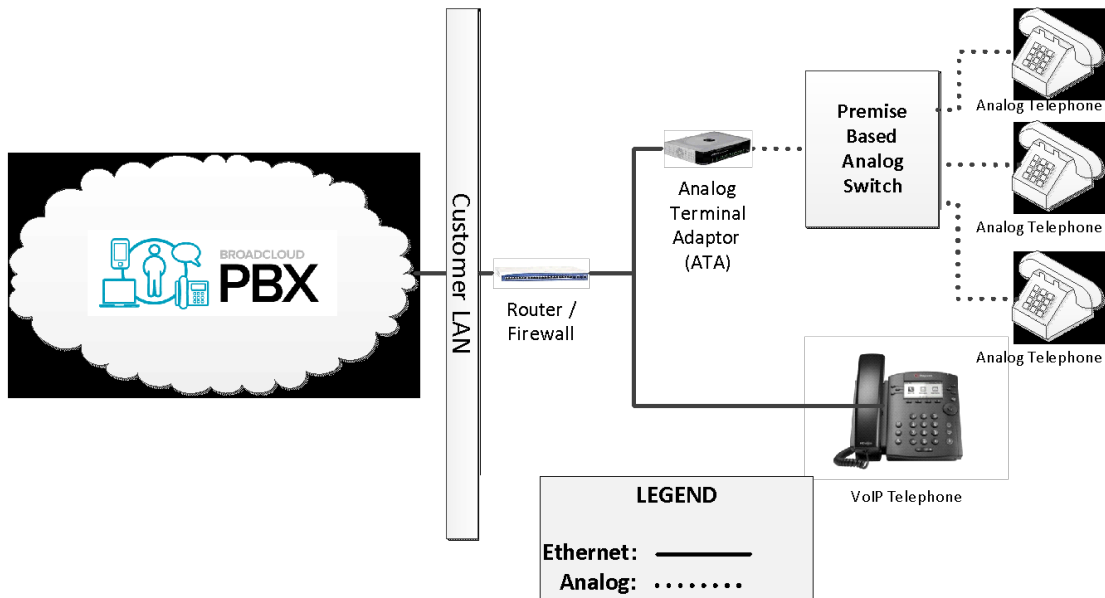 BROADCLOUD
PBX
Customer LAN
Router /
Firewall
Analog
Terminal
Adaptor
(ATA)
Premise
Based
Analog
Switch
Analog Telephone
Analog Telephone
Analog Telephone
VoIP Telephone
LEGEND
Ethernet:
Analog: